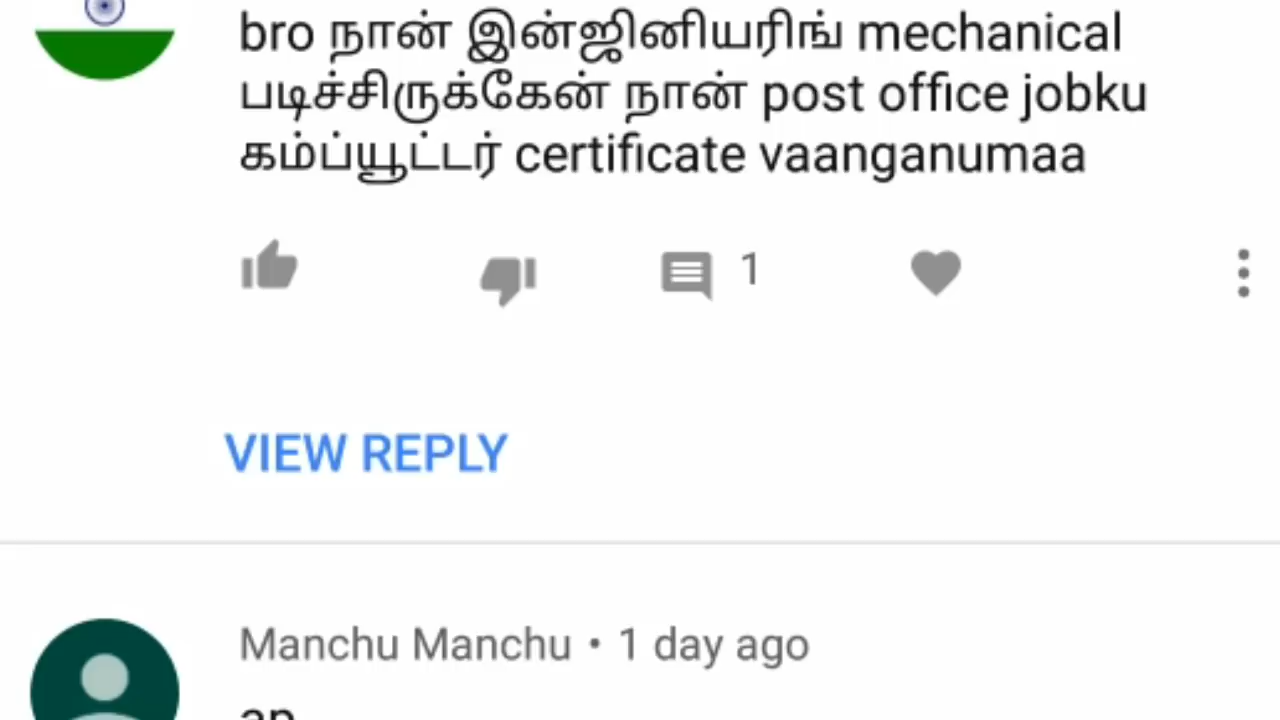 bro நான் இன்ஜினியரிங் mechanical
படிச்சிருக்கேன் நான் post office jobku
கம்ப்யூட்டர் certificate vaanganumaa
1
VIEW REPLY
Manchu Manchu • 1 day ago